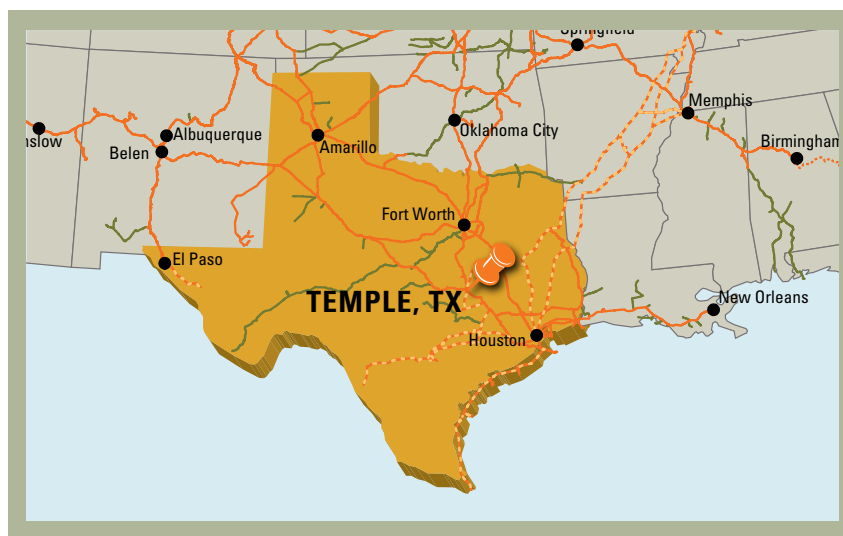 Springfield
Memphis
Albuquerque
Oklahoma City
nslow
Belen
Amarillo
Birmingham
Fort Worth
El Paso
TEMPLE, TX
New Orleans
Houston